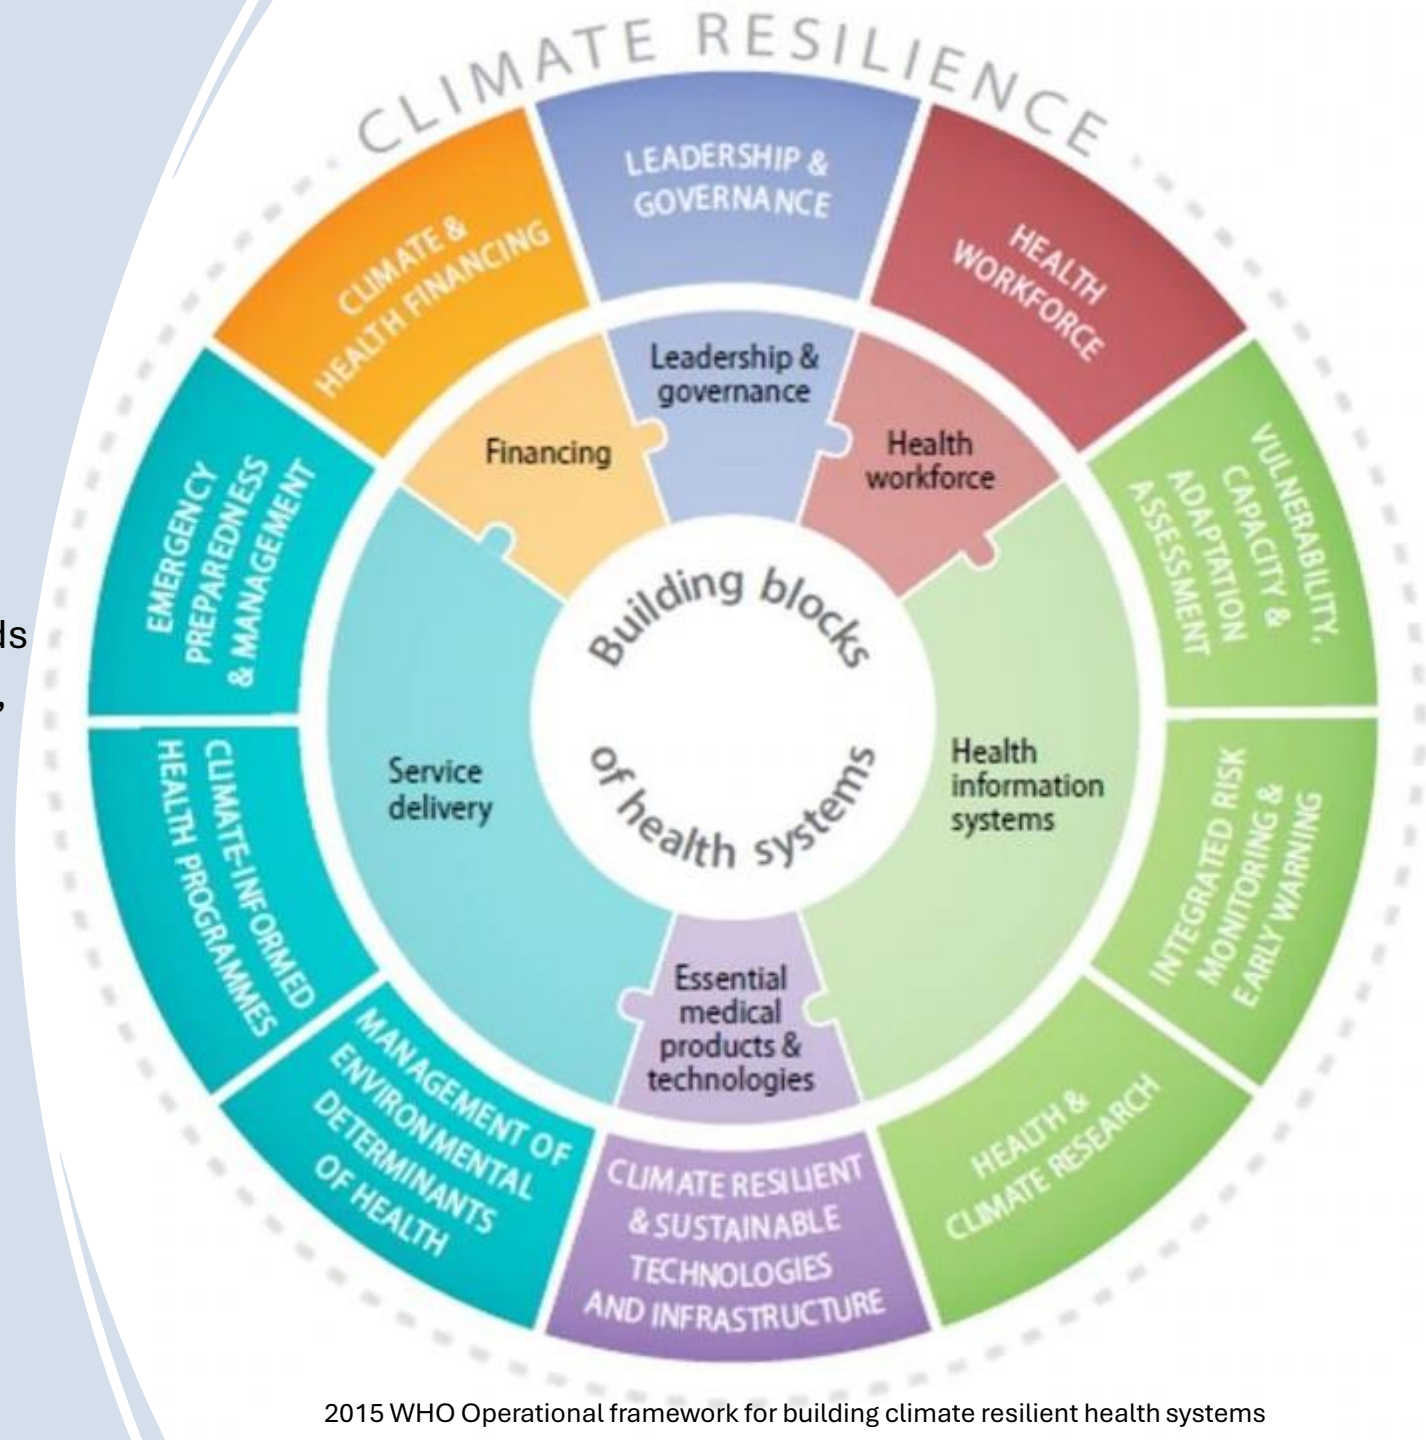 CLIMATE RESILIENCE
LEADERSHIP &
GOVERNANCE
HEALTH
WORKFORCE
VULNERABILITY,
CAPACITY &
ADAPTATION
ASSESSMENT
INTEGRATED RISK
MONITORING &
EARLY WARNING
HEALTH &
CLIMATE RESEARCH
CLIMATE RESILIENT
& SUSTAINABLE
TECHNOLOGIES
AND INFRASTRUCTURE
MANAGEMENT OF
ENVIRONMENTAL
DETERMINANTS
OF HEALTH
CLIMATE-INFORMED
HEALTH PROGRAMMES
EMERGENCY
PREPAREDNESS
& MANAGEMENT
CLIMATE &
HEALTH FINANCING
Leadership &
governance
Health
workforce
Health
information
systems
Essential
medical
products &
technologies
Service
delivery
Financing
Building blocks
of health systems
2015 WHO Operational framework for building climate resilient health systems